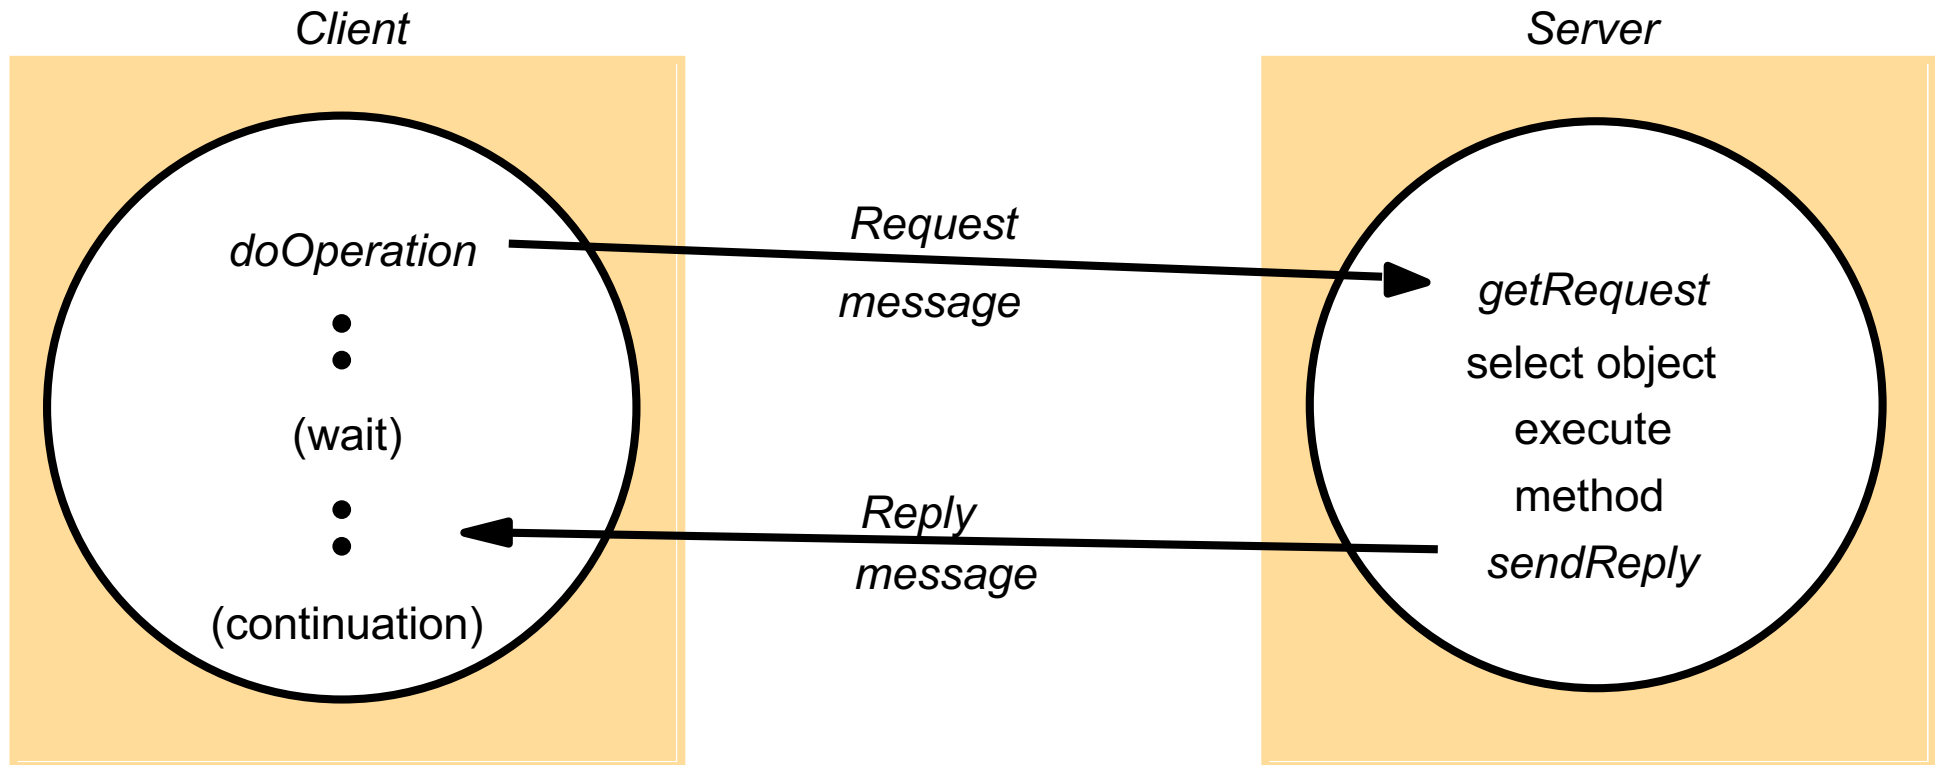 Client
Server
doOperation
(wait)
(continuation)
Request
message
Reply
message
getRequest
select object
execute
method
sendReply